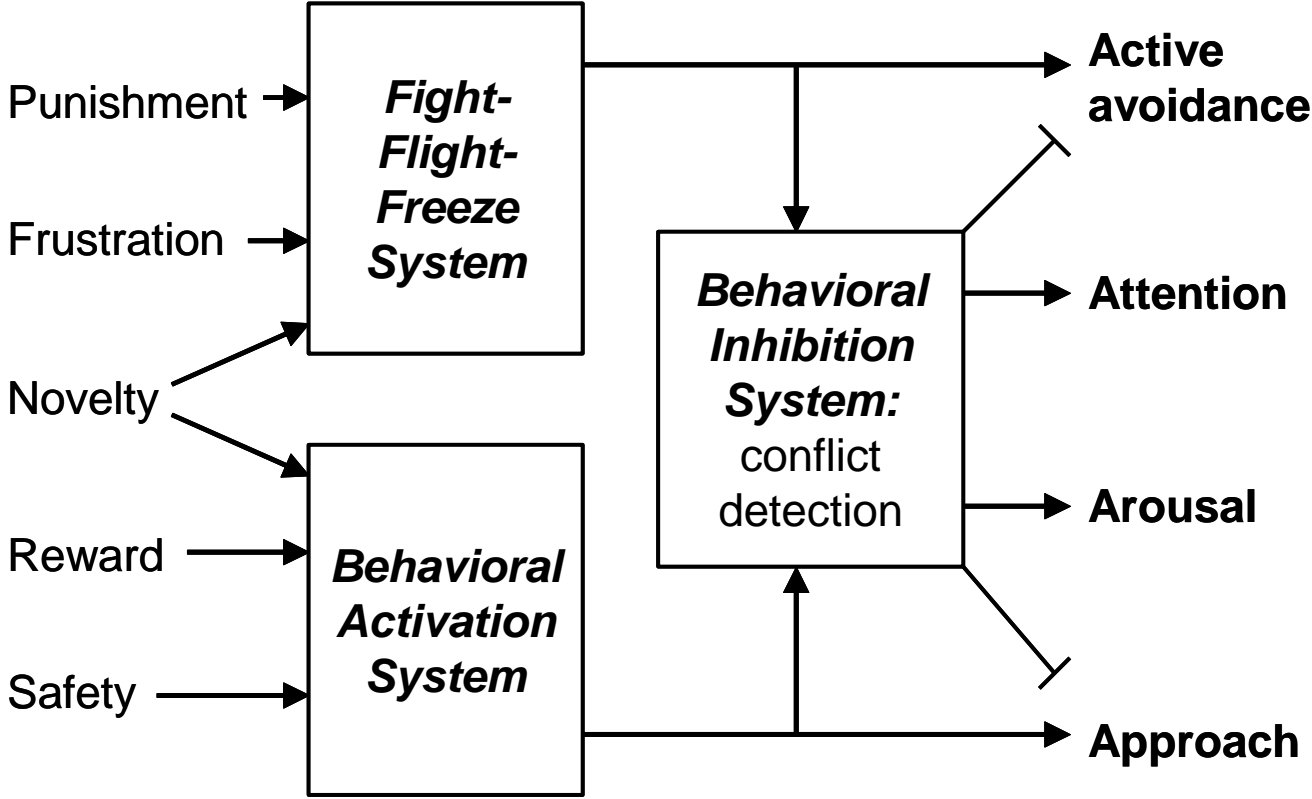 Punishment
Frustration
Novelty
Reward
Safety
Fight-
Flight-
Freeze
System
Behavioral
Activation
System
Behavioral
Inhibition
System:
conflict
detection
Active
avoidance
Attention
Arousal
Approach